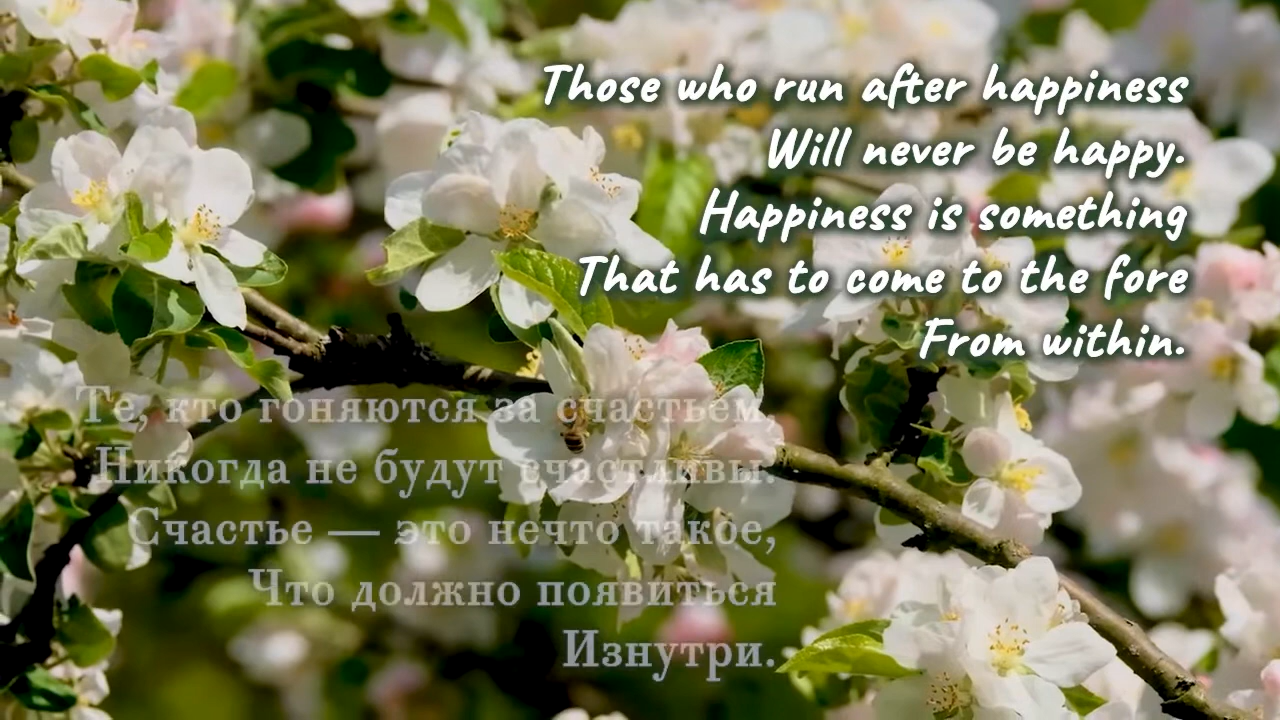 Those who run after happiness
Will never be happy.
Happiness is something
That has to come to the fore
From within.
Те, кто гоняются за счастьем,
Никогда не будут счастливы.
Счастье — это нечто такое,
Что должно появиться
Изнутри.